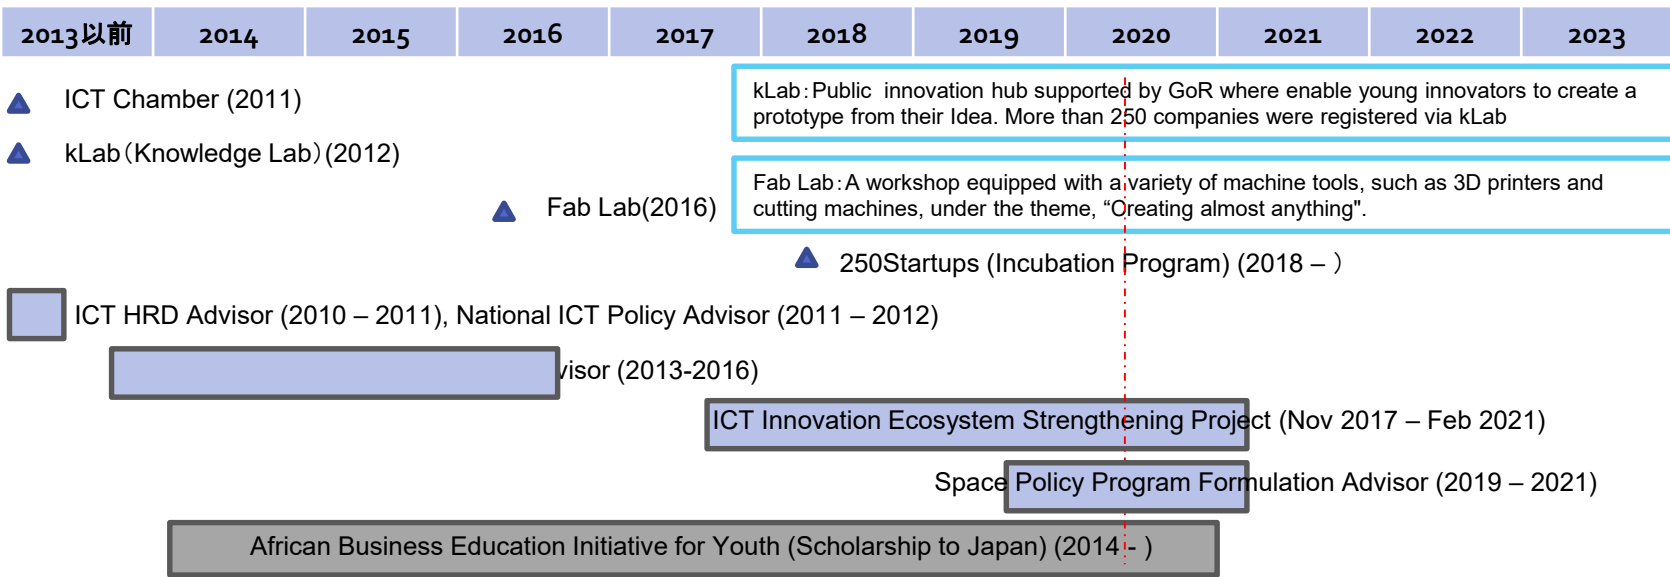 2013以前 2014 2015 2016 2017 2018 2019 2020 2021 2022 2023
ICT Chamber (2011)
kLab：Public innovation hub supported by GoR where enable young innovators to create a
prototype from their Idea. More than 250 companies were registered via kLab
kLab（Knowledge Lab）(2012)
Fab Lab：A workshop equipped with a variety of machine tools, such as 3D printers and
cutting machines, under the theme, “Creating almost anything".
Fab Lab(2016)
250Startups (Incubation Program) (2018 – ）
ICT HRD Advisor (2010 – 2011), National ICT Policy Advisor (2011 – 2012)
(2013-2016)
ICT Innovation Ecosystem Strengthening Project (Nov 2017 – Feb 2021)
Space Policy Program Formulation Advisor (2019 – 2021)
African Business Education Initiative for Youth (Scholarship to Japan) (2014 - )